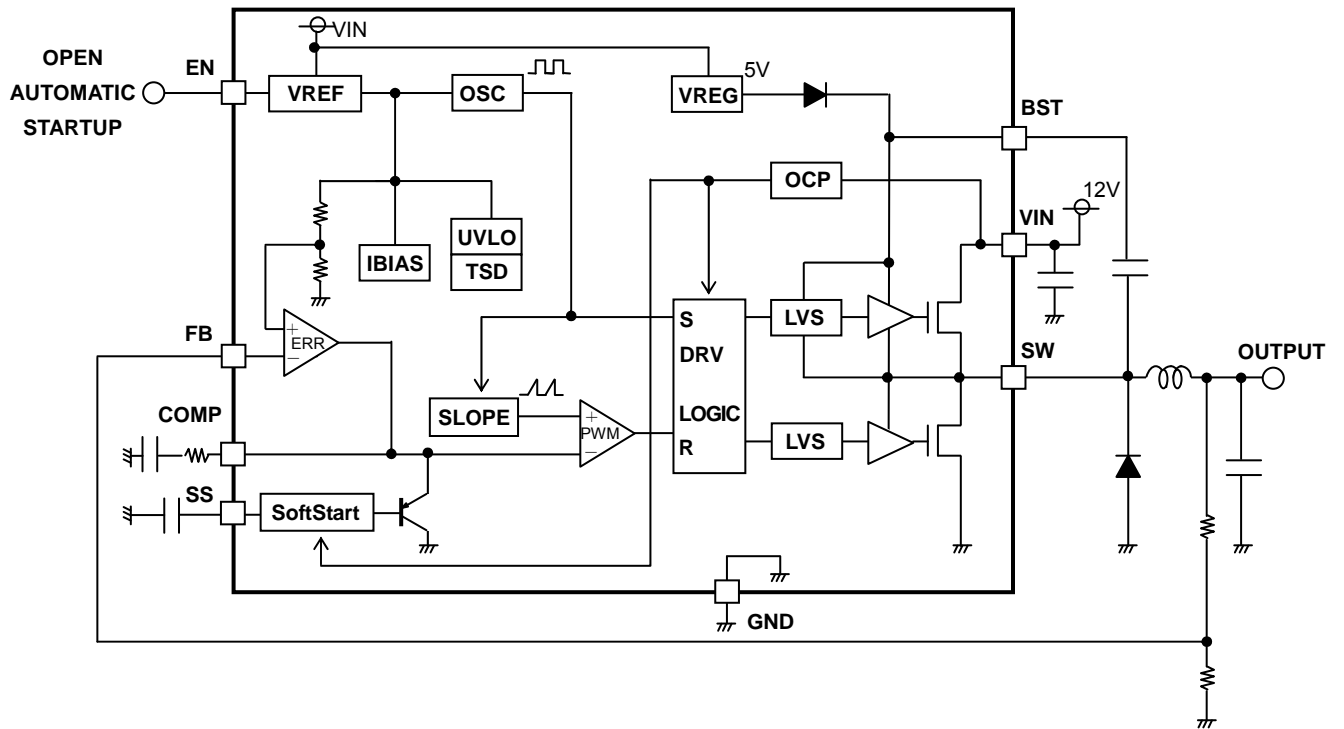 VIN
OPEN
AUTOMATIC
STARTUP
EN
VREF
OSC
5V
VREG
BST
OCP
12V
VIN
UVLO
TSD
IBIAS
FB
+
ERR
−
S
DRV
LOGIC
R
LVS
SW
OUTPUT
COMP
SLOPE
+
PWM
−
LVS
SS
SoftStart
GND